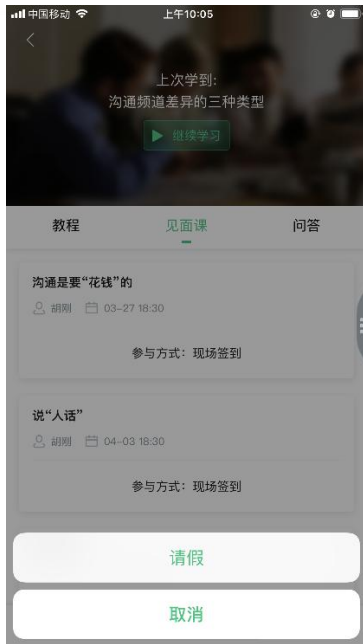 中国移动 上午10:05
上次学到:
沟通频道差异的三种类型
继续学习
教程 见面课 问答
沟通是要“花钱”的
胡刚 03-27 18:30
参与方式：现场签到
说“人话”
胡刚 04-03 18:30
参与方式：现场签到
请假
取消